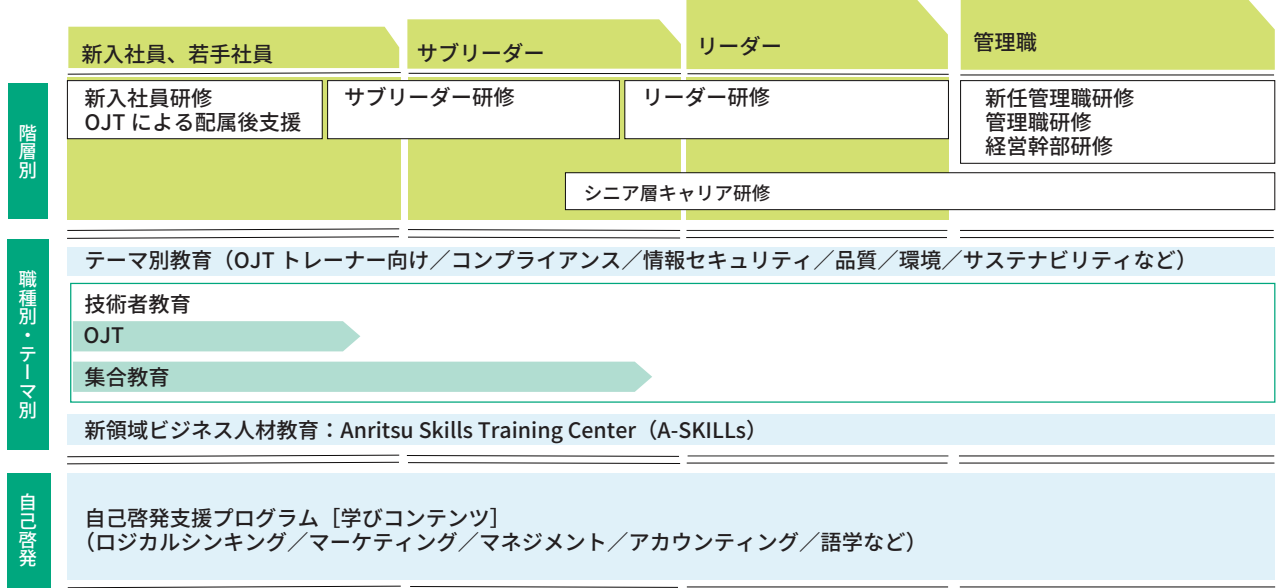 新入社員、若手社員
サブリーダー
リーダー
管理職
階層別
新入社員研修
OJT による配属後支援
サブリーダー研修
リーダー研修
新任管理職研修
管理職研修
経営幹部研修
シニア層キャリア研修
職種別・テーマ別
テーマ別教育（OJT トレーナー向け／コンプライアンス／情報セキュリティ／品質／環境／サステナビリティなど）
技術者教育
OJT
集合教育
新領域ビジネス人材教育：Anritsu Skills Training Center（A-SKILLs）
自己啓発
自己啓発支援プログラム［学びコンテンツ］
（ロジカルシンキング／マーケティング／マネジメント／アカウンティング／語学など）